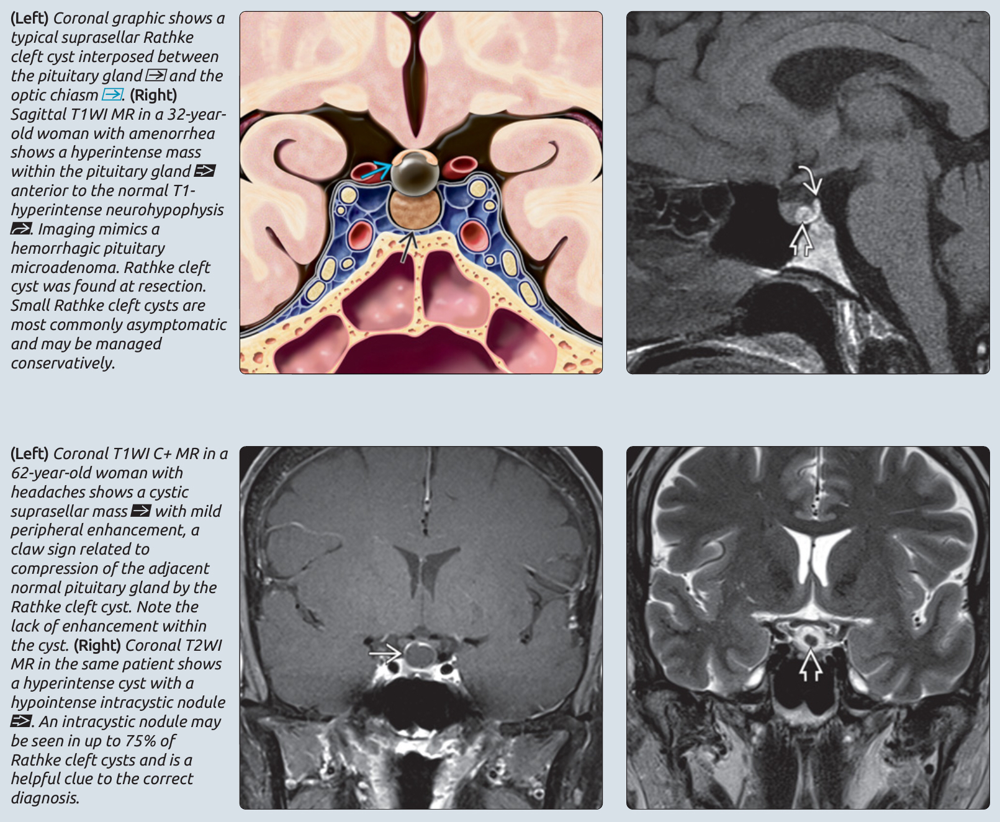 (Left) Coronal graphic shows a
typical suprasellar Rathke
cleft cyst interposed between
the pituitary gland and the
optic chiasm . (Right)
Sagittal T1WI MR in a 32-year-
old woman with amenorrhea
shows a hyperintense mass
within the pituitary gland
anterior to the normal T1-
hyperintense neurohypophysis
. Imaging mimics a
hemorrhagic pituitary
microadenoma. Rathke cleft
cyst was found at resection.
Small Rathke cleft cysts are
most commonly asymptomatic
and may be managed
conservatively.
(Left) Coronal T1WI C+ MR in a
62-year-old woman with
headaches shows a cystic
suprasellar mass with mild
peripheral enhancement, a
claw sign related to
compression of the adjacent
normal pituitary gland by the
Rathke cleft cyst. Note the
lack of enhancement within
the cyst. (Right) Coronal T2WI
MR in the same patient shows
a hyperintense cyst with a
hypointense intracystic nodule
. An intracystic nodule may
be seen in up to 75% of
Rathke cleft cysts and is a
helpful clue to the correct
diagnosis.